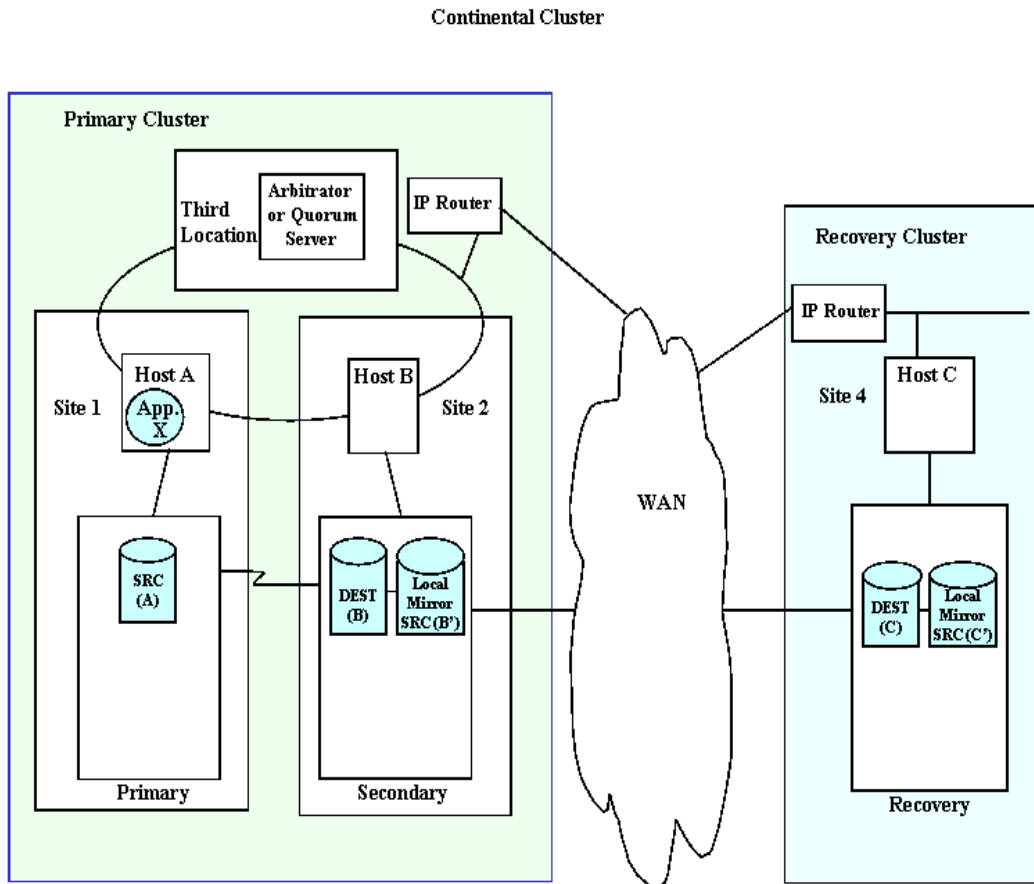 Continental Cluster
Primary Cluster
Third
Location
Arbitrator
or Quorum
Server
IP Router
Recovery Cluster
IP Router
Site 1
Host A
App.
X
Host B
Site 2
Site 4
Host C
WAN
SRC
(A)
DEST
(B)
Local
Mirror
SRC(B')
DEST
(C)
Local
Mirror
SRC(C')
Primary
Secondary
Recovery